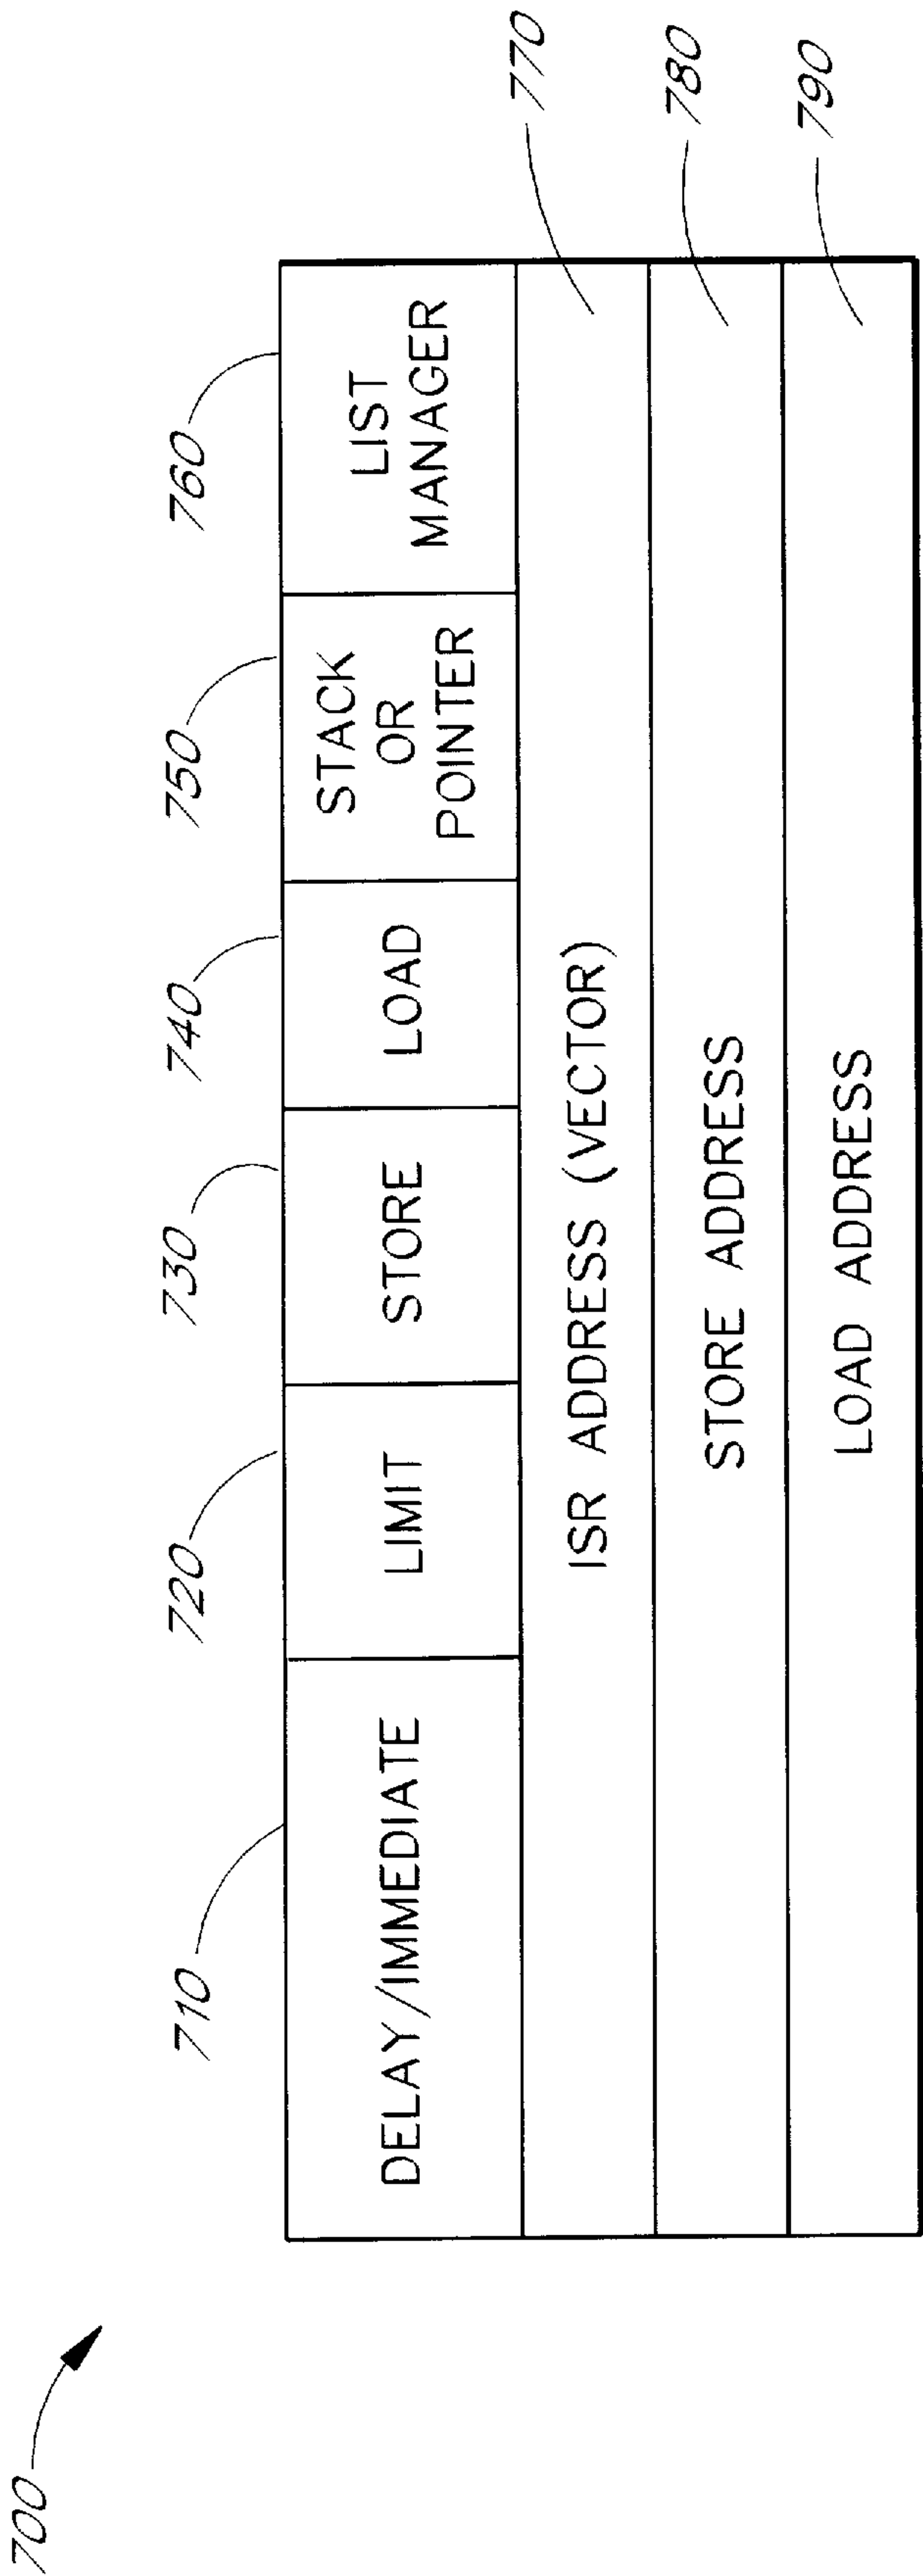 700
710
720
730
740
750
760
DELAY/IMMEDIATE
LIMIT
STORE
LOAD
STACK
OR
POINTER
LIST
MANAGER
ISR ADDRESS (VECTOR)
770
STORE ADDRESS
780
LOAD ADDRESS
790